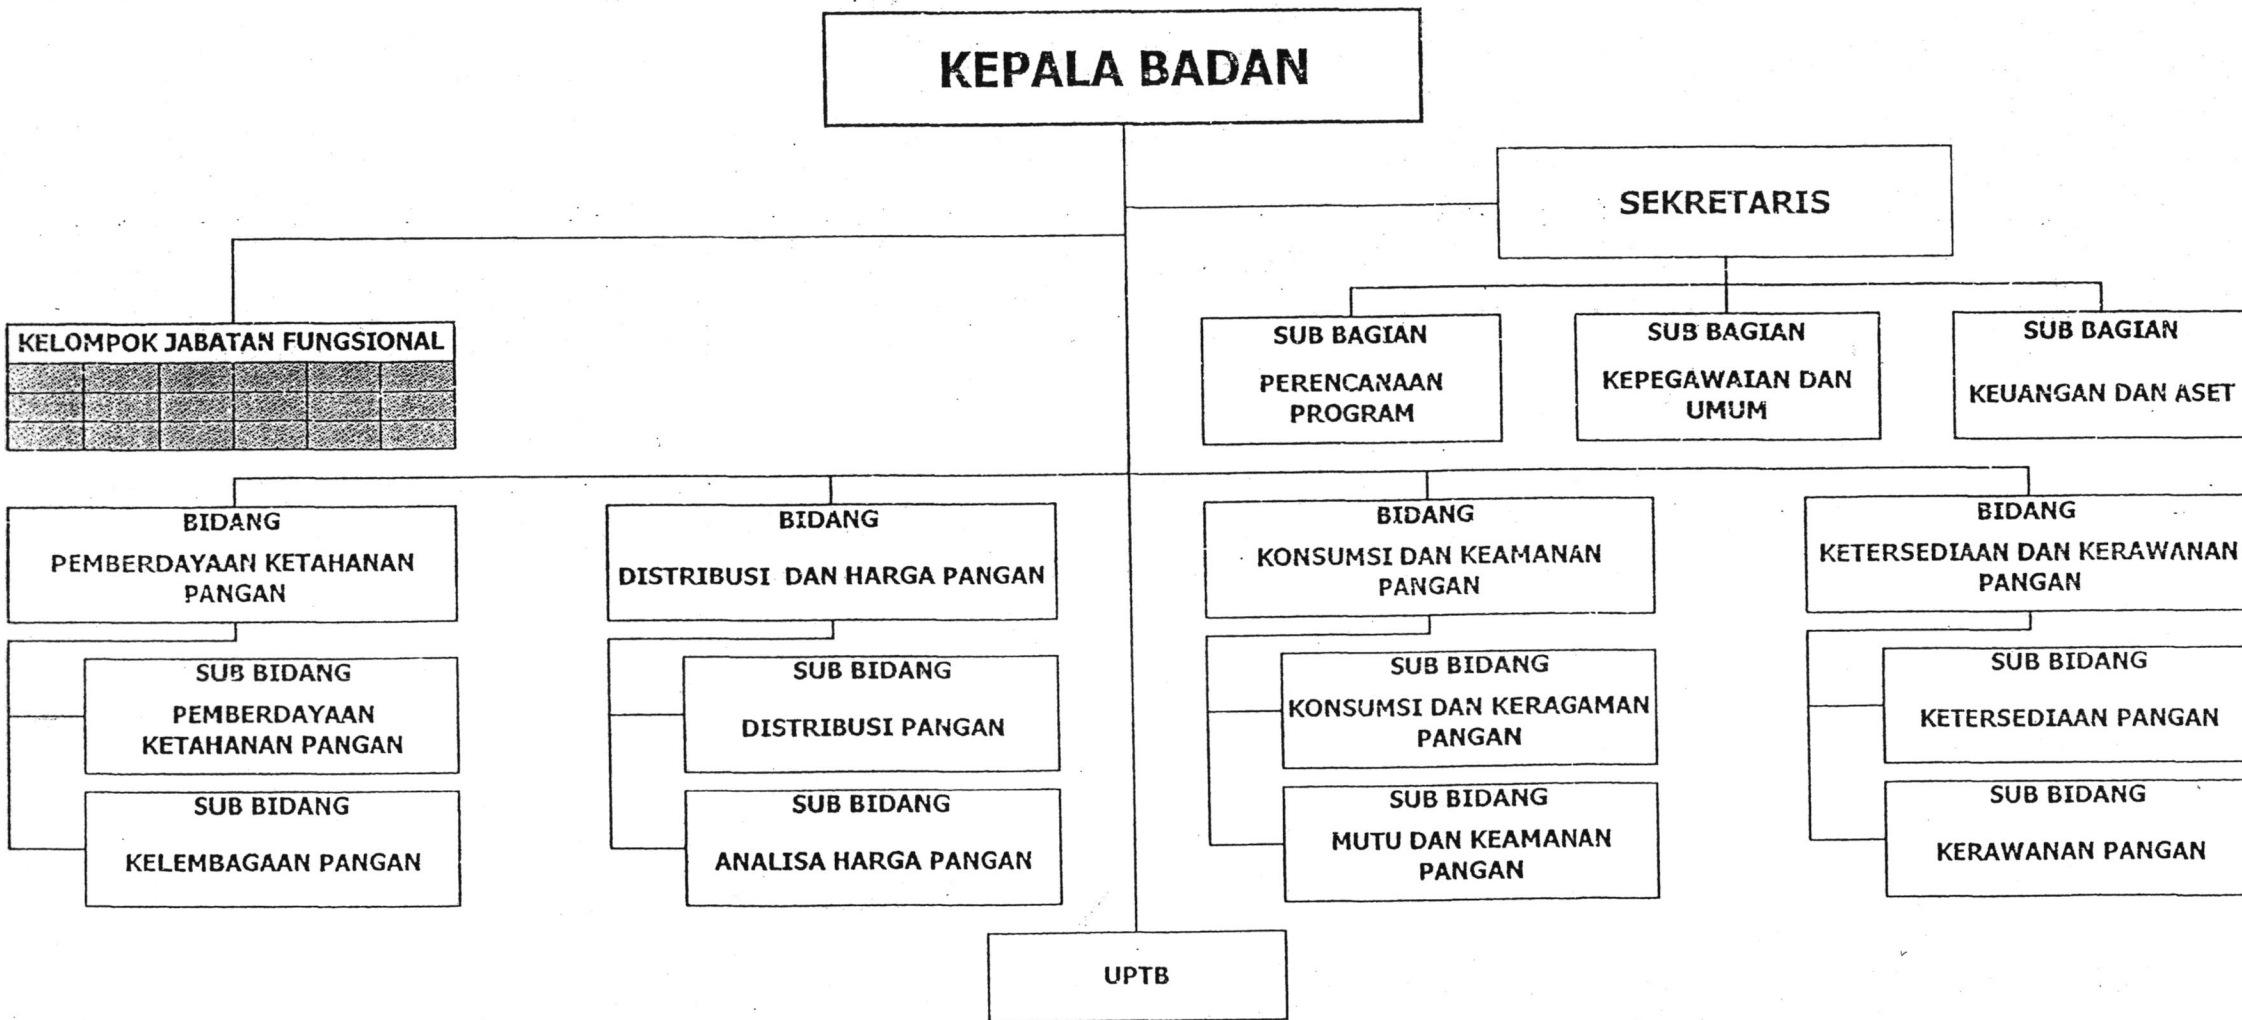 KEPALA BADAN
SEKRETARIS
KELOMPOK JABATAN FUNGSIONAL
SUB BAGIAN
PERENCANAAN
PROGRAM
SUB BAGIAN
KEPEGAWAIAN DAN
UMUM
SUB BAGIAN
KEUANGAN DAN ASET
BIDANG
PEMBERDAYAAN KETAHANAN
PANGAN
BIDANG
DISTRIBUSI DAN HARGA PANGAN
BIDANG
KONSUMSI DAN KEAMANAN
PANGAN
BIDANG
KETERSEDIAAN DAN KERAWANAN
PANGAN
SUB BIDANG
PEMBERDAYAAN
KETAHANAN PANGAN
SUB BIDANG
DISTRIBUSI PANGAN
SUB BIDANG
KONSUMSI DAN KERAGAMAN
PANGAN
SUB BIDANG
KETERSEDIAAN PANGAN
SUB BIDANG
KELEMBAGAAN PANGAN
SUB BIDANG
ANALISA HARGA PANGAN
SUB BIDANG
MUTU DAN KEAMANAN
PANGAN
SUB BIDANG
KERAWANAN PANGAN
UPTB